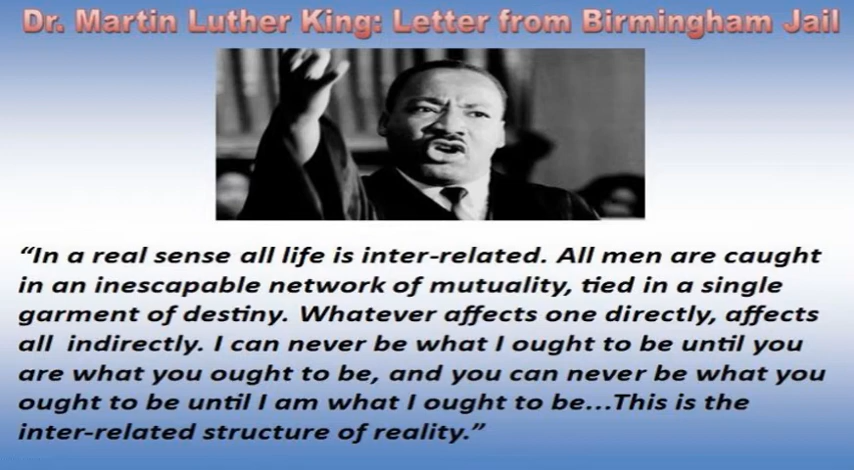 Dr. Martin Luther King: Letter from Birmingham Jail
“In a real sense all life is inter-related. All men are caught
in an inescapable network of mutuality, tied in a single
garment of destiny. Whatever affects one directly, affects
all indirectly. I can never be what I ought to be until you
are what you ought to be, and you can never be what you
ought to be until I am what I ought to be...This is the
inter-related structure of reality.”